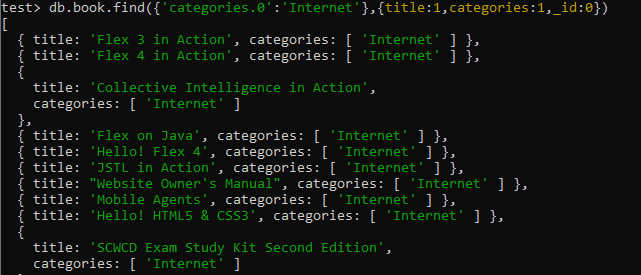 test> db.book.find({'categories.0':'Internet'},{title:1,categories:1,_id:0})
[
  { title: 'Flex 3 in Action', categories: [ 'Internet' ] },
  { title: 'Flex 4 in Action', categories: [ 'Internet' ] },
  {
    title: 'Collective Intelligence in Action',
    categories: [ 'Internet' ]
  },
  { title: 'Flex on Java', categories: [ 'Internet' ] },
  { title: 'Hello! Flex 4', categories: [ 'Internet' ] },
  { title: 'JSTL in Action', categories: [ 'Internet' ] },
  { title: "Website Owner's Manual", categories: [ 'Internet' ] },
  { title: 'Mobile Agents', categories: [ 'Internet' ] },
  { title: 'Hello! HTML5 & CSS3', categories: [ 'Internet' ] },
  {
    title: 'SCWCD Exam Study Kit Second Edition',
    categories: [ 'Internet' ]